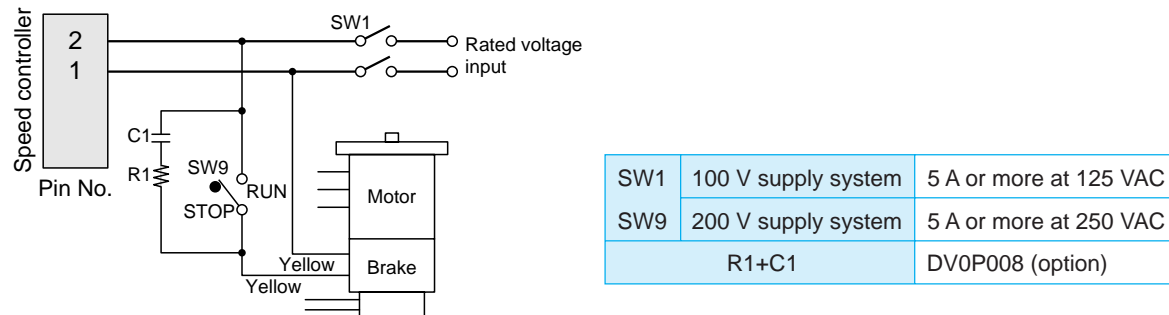 Speed controller
2
1
Pin No.
SW1
Rated voltage
input
C1
R1
SW9
RUN
STOP
Motor
Brake
Yellow
Yellow
SW1 100 V supply system 5 A or more at 125 VAC
SW9 200 V supply system 5 A or more at 250 VAC
R1+C1 DV0P008 (option)